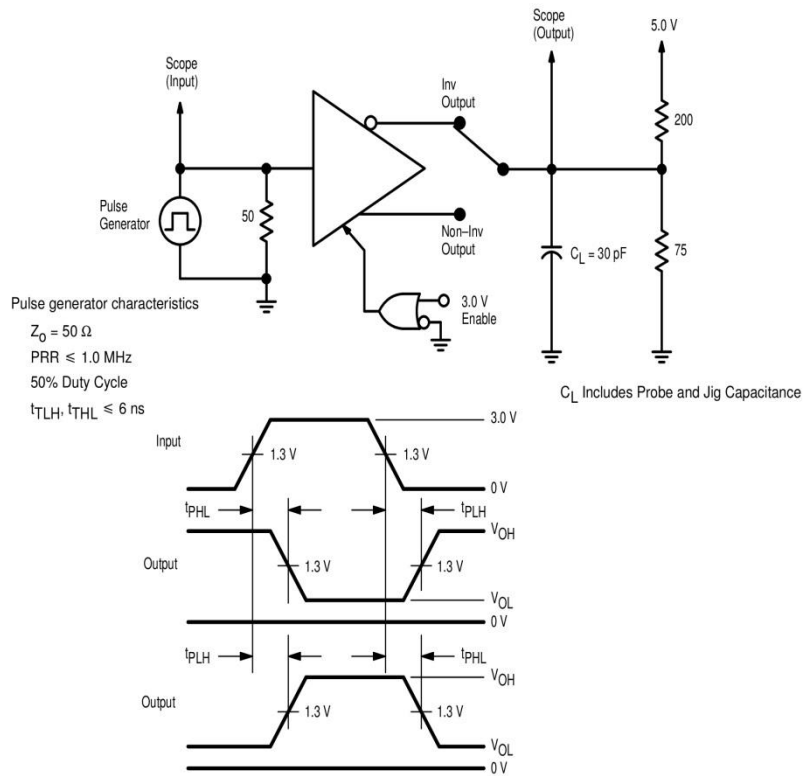 Scope
(Output)
5.0 V
Scope
(Input)
Inv
Output
200
Pulse
Generator
50
Non–Inv
Output
C_L = 30 pF
75
3.0 V
Enable
Pulse generator characteristics
Z_o = 50 Ω
PRR ≤ 1.0 MHz
50% Duty Cycle
t_TLH, t_THL ≤ 6 ns
C_L Includes Probe and Jig Capacitance
3.0 V
Input
1.3 V
1.3 V
0 V
t_PHL
t_PLH
V_OH
Output
1.3 V
1.3 V
V_OL
0 V
t_PLH
t_PHL
V_OH
Output
1.3 V
1.3 V
V_OL
0 V